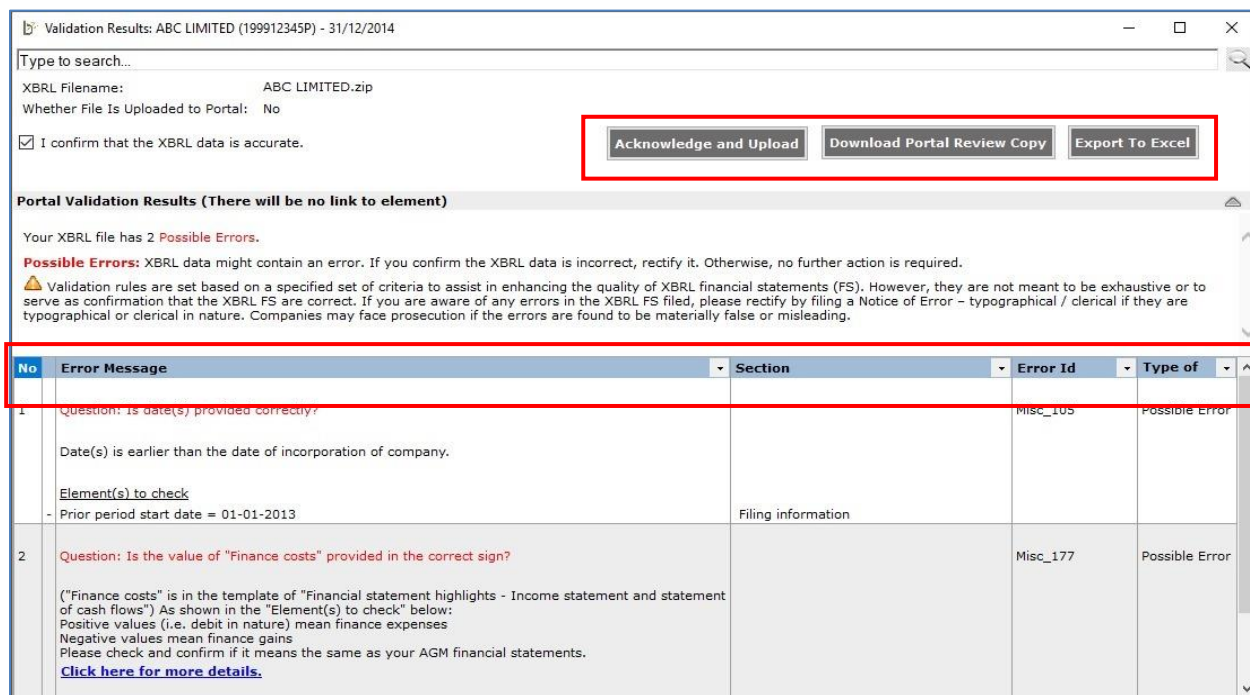 Validation Results: ABC LIMITED (199912345P) - 31/12/2014
Type to search...
XBRL Filename: ABC LIMITED.zip
Whether File Is Uploaded to Portal: No
I confirm that the XBRL data is accurate.
Acknowledge and Upload
Download Portal Review Copy
Export To Excel
Portal Validation Results (There will be no link to element)
Your XBRL file has 2 Possible Errors.
Possible Errors: XBRL data might contain an error. If you confirm the XBRL data is incorrect, rectify it. Otherwise, no further action is required.
Validation rules are set based on a specified set of criteria to assist in enhancing the quality of XBRL financial statements (FS). However, they are not meant to be exhaustive or to
serve as confirmation that the XBRL FS are correct. If you are aware of any errors in the XBRL FS filed, please rectify by filing a Notice of Error – typographical / clerical if they are
typographical or clerical in nature. Companies may face prosecution if the errors are found to be materially false or misleading.
No Error Message Section Error Id Type of
1 Question: Is date(s) provided correctly? Misc_105 Possible Error
Date(s) is earlier than the date of incorporation of company.
Element(s) to check
- Prior period start date = 01-01-2013 Filing information
2 Question: Is the value of "Finance costs" provided in the correct sign? Misc_177 Possible Error
("Finance costs" is in the template of "Financial statement highlights - Income statement and statement
of cash flows") As shown in the "Element(s) to check" below:
Positive values (i.e. debit in nature) mean finance expenses
Negative values mean finance gains
Please check and confirm if it means the same as your AGM financial statements.
Click here for more details.